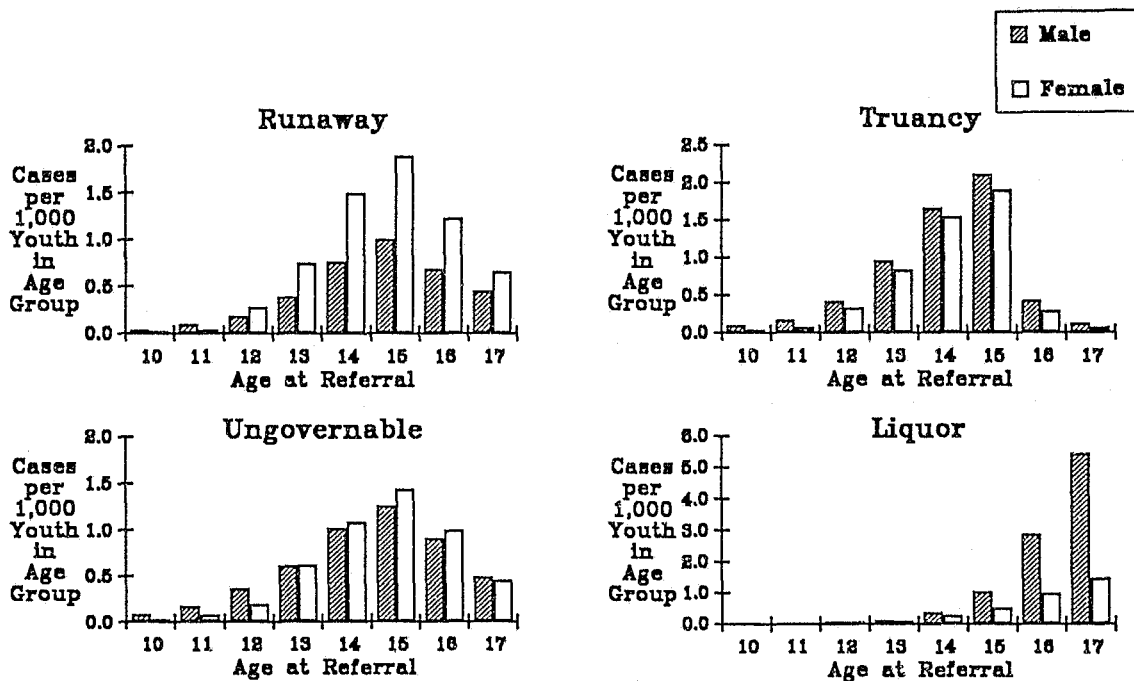 Male
Female
Runaway
Cases
per
1,000
Youth
in
Age
Group
2.0
1.5
1.0
0.5
0.0
10 11 12 13 14 15 16 17
Age at Referral
Truancy
Cases
per
1,000
Youth
in
Age
Group
2.5
2.0
1.5
1.0
0.5
0.0
10 11 12 13 14 15 16 17
Age at Referral
Ungovernable
Cases
per
1,000
Youth
in
Age
Group
2.0
1.5
1.0
0.5
0.0
10 11 12 13 14 15 16 17
Age at Referral
Liquor
Cases
per
1,000
Youth
in
Age
Group
6.0
5.0
4.0
3.0
2.0
1.0
0.0
10 11 12 13 14 15 16 17
Age at Referral